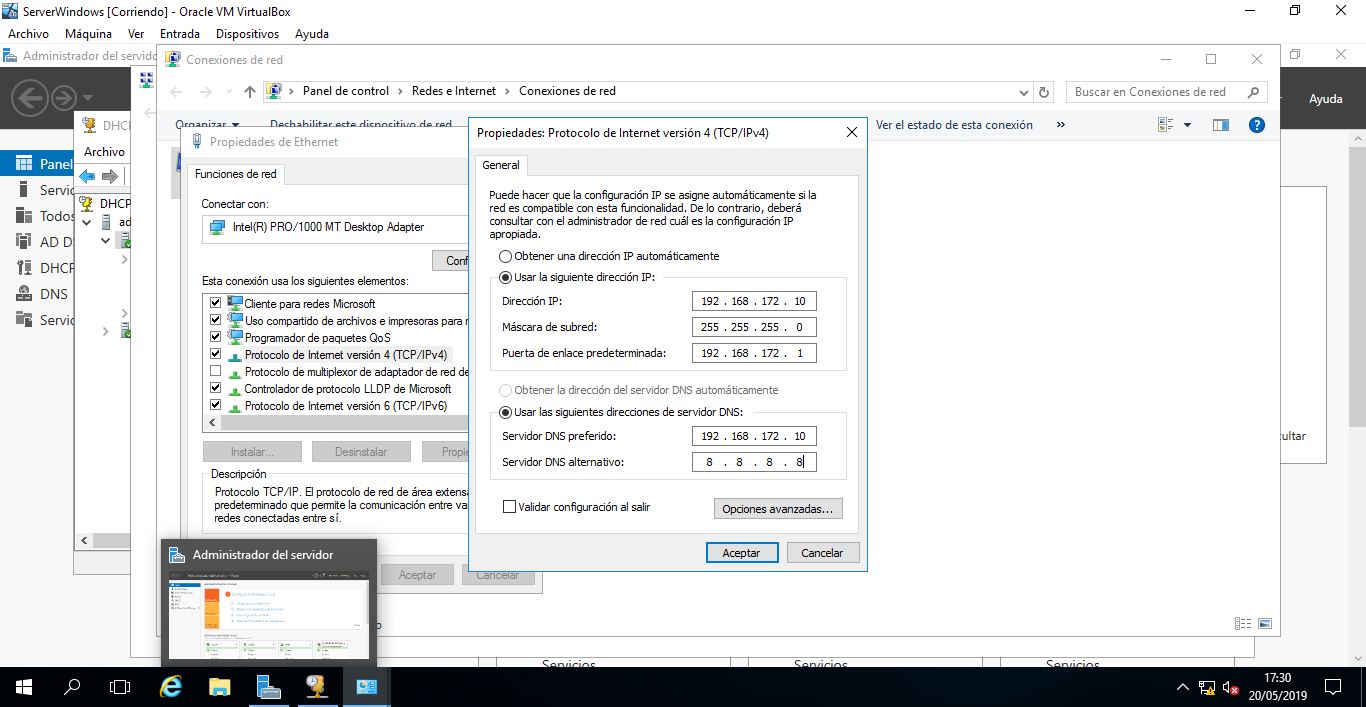 ServerWindows [Corriendo] - Oracle VM VirtualBox
Archivo Máquina Ver Entrada Dispositivos Ayuda
Administrador del servido
Conexiones de red
Panel de control > Redes e Internet > Conexiones de red
Buscar en Conexiones de red
Ayuda
Organizar
Deshabilitar este dispositivo de red
Ver el estado de esta conexión
»
DHCP
Archivo
DHCP
ad
Panel
Servic
Todos
AD D
DHCP
DNS
Servic
Propiedades de Ethernet
Funciones de red
Conectar con:
Intel(R) PRO/1000 MT Desktop Adapter
Conf
Esta conexión usa los siguientes elementos:
Cliente para redes Microsoft
Uso compartido de archivos e impresoras para r
Programador de paquetes QoS
Protocolo de Internet versión 4 (TCP/IPv4)
Protocolo de multiplexor de adaptador de red de
Controlador de protocolo LLDP de Microsoft
Protocolo de Internet versión 6 (TCP/IPv6)
Instalar...
Desinstalar
Propie
Descripción
Protocolo TCP/IP. El protocolo de red de área extensa
predeterminado que permite la comunicación entre va
redes conectadas entre sí.
Aceptar
Cancelar
Propiedades: Protocolo de Internet versión 4 (TCP/IPv4)
General
Puede hacer que la configuración IP se asigne automáticamente si la
red es compatible con esta funcionalidad. De lo contrario, deberá
consultar con el administrador de red cuál es la configuración IP
apropiada.
Obtener una dirección IP automáticamente
Usar la siguiente dirección IP:
Dirección IP: 192 . 168 . 172 . 10
Máscara de subred: 255 . 255 . 255 . 0
Puerta de enlace predeterminada: 192 . 168 . 172 . 1
Obtener la dirección del servidor DNS automáticamente
Usar las siguientes direcciones de servidor DNS:
Servidor DNS preferido: 192 . 168 . 172 . 10
Servidor DNS alternativo: 8 . 8 . 8 . 8
Validar configuración al salir
Opciones avanzadas...
Aceptar
Cancelar
ultar
Administrador del servidor
o
Servicios
Servicios
Servicios
17:30
20/05/2019